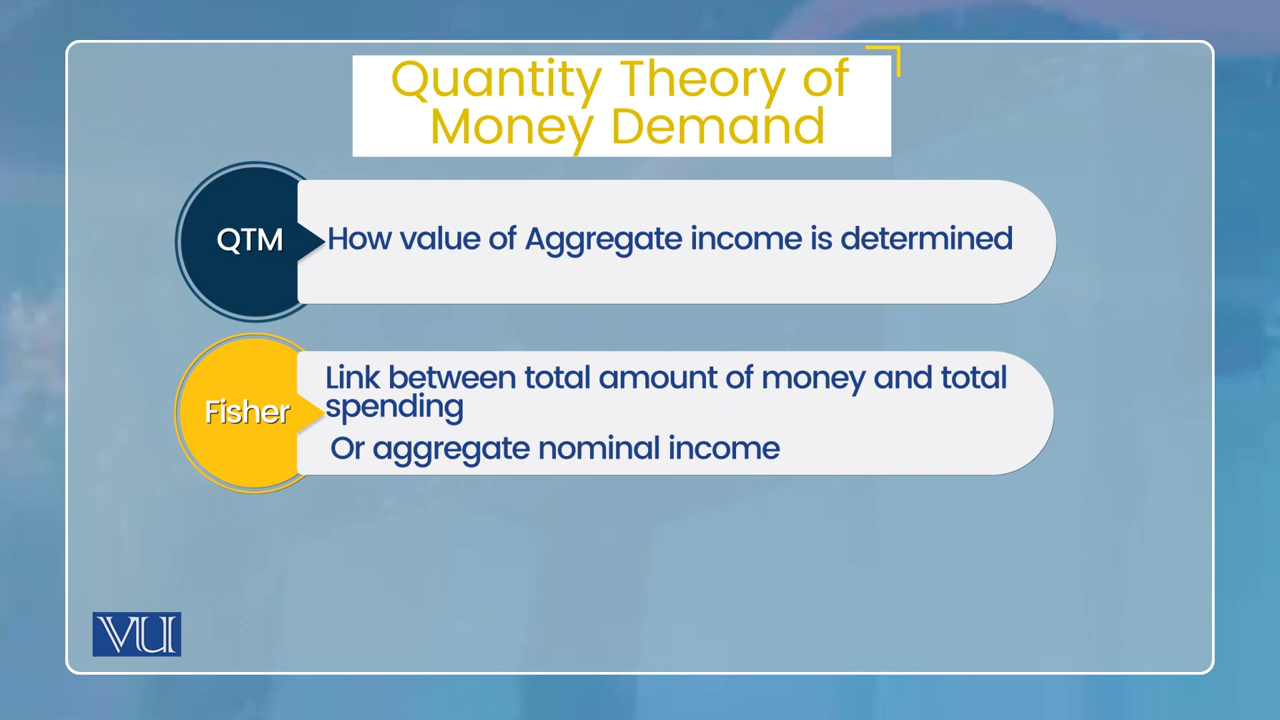 Quantity Theory of
Money Demand
QTM
How value of Aggregate income is determined
Fisher
Link between total amount of money and total
spending
Or aggregate nominal income
VU